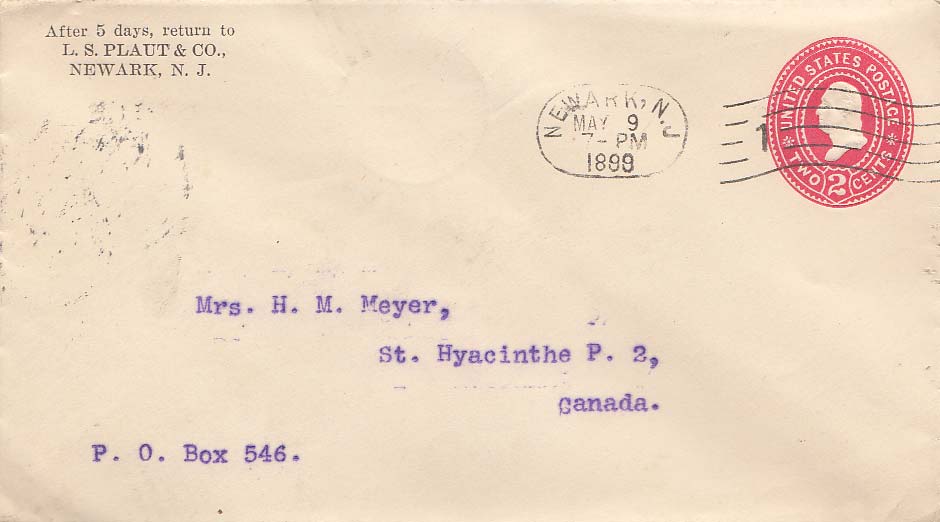 After 5 days, return to
L. S. PLAUT & CO.,
NEWARK, N. J.
NEWARK, N.J.
MAY 9
7- PM
1899
1
UNITED STATES POSTAGE
TWO 2 CENTS
Mrs. H. M. Meyer,
St. Hyacinthe P. 2,
Canada.
P. O. Box 546.